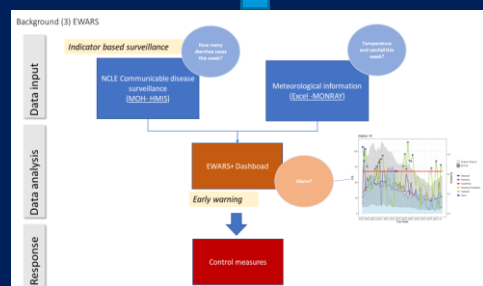 Background (3) EWARS
Indicator based surveillance
How many
diarrhea cases
this week?
Temperature
and rainfall this
week?
Data input
NCLE Communicable disease
surveillance
(MOH- HMIS)
Meteorological information
(Excel -MONRAY)
Data analysis
EWARS+ Dashboad
Alarm?
Early warning
Response
Control measures